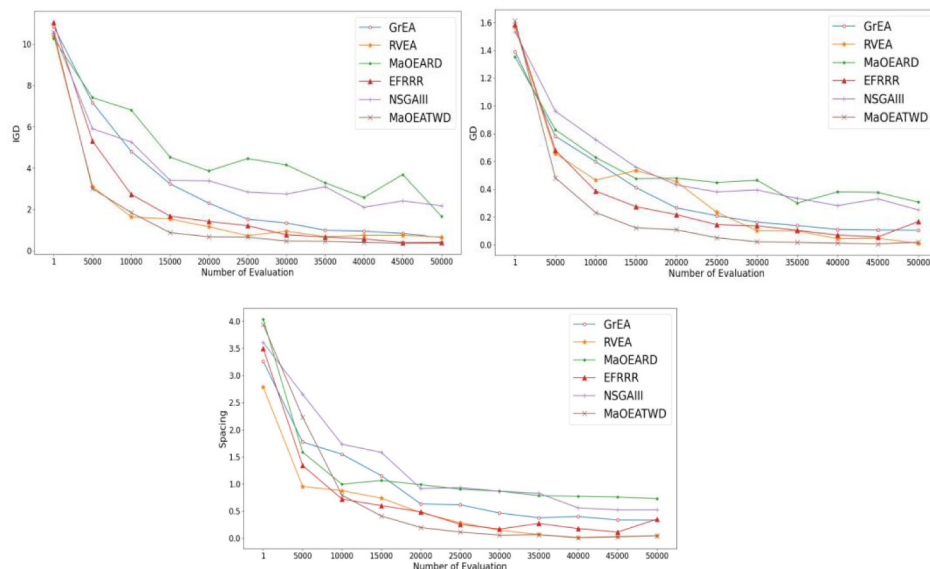 GrEA
RVEA
MaOEARD
EFRRR
NSGAIII
MaOEATWD
10
8
6
4
2
0
IGD
1 5000 10000 15000 20000 25000 30000 35000 40000 45000 50000
Number of Evaluation
GrEA
RVEA
MaOEARD
EFRRR
NSGAIII
MaOEATWD
1.6
1.4
1.2
1.0
0.8
0.6
0.4
0.2
0.0
GD
1 5000 10000 15000 20000 25000 30000 35000 40000 45000 50000
Number of Evaluation
GrEA
RVEA
MaOEARD
EFRRR
NSGAIII
MaOEATWD
4.0
3.5
3.0
2.5
2.0
1.5
1.0
0.5
0.0
Spacing
1 5000 10000 15000 20000 25000 30000 35000 40000 45000 50000
Number of Evaluation